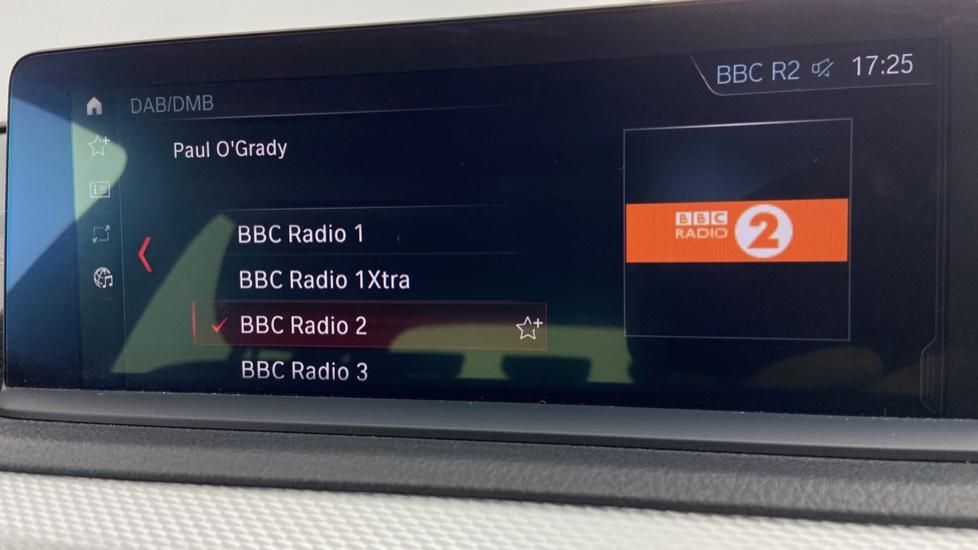 BBC R2 17:25
DAB/DMB
Paul O'Grady
BBC Radio 1
BBC Radio 1Xtra
BBC Radio 2
BBC Radio 3
BBC
RADIO 2